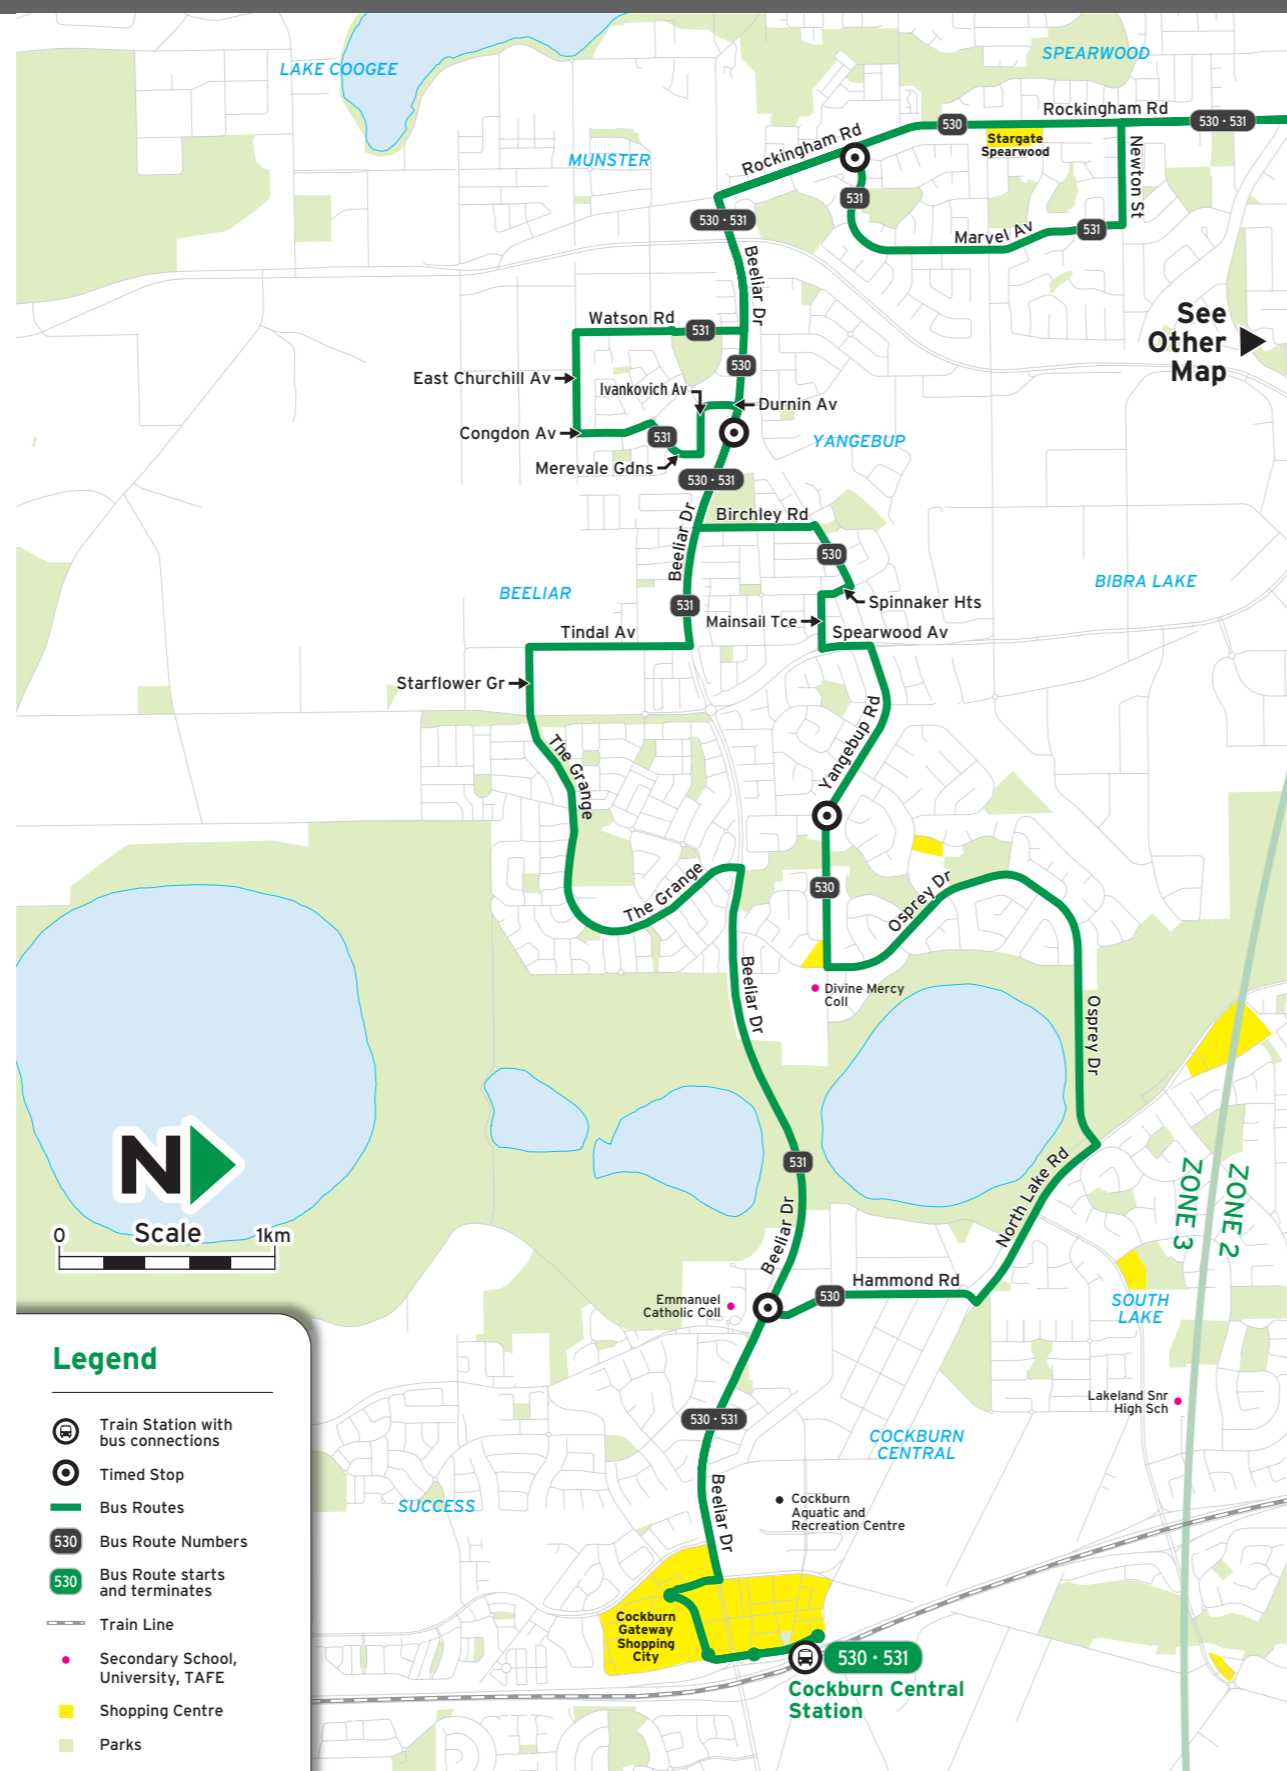 SPEARWOOD
LAKE COOGEE
Rockingham Rd
530
530 · 531
Rockingham Rd
Stargate
Spearwood
MUNSTER
Newton St
531
530 · 531
Marvel Av
531
Beeliar Dr
See
Other
Map
Watson Rd
531
530
East Churchill Av
Ivankovich Av
Durnin Av
Congdon Av
531
YANGEBUP
Merevale Gdns
530 · 531
Beeliar Dr
Birchley Rd
530
BIBRA LAKE
BEELIAR
531
Spinnaker Hts
Mainsail Tce
Tindal Av
Spearwood Av
Starflower Gr
Yangebup Rd
The Grange
530
Osprey Dr
The Grange
Beeliar Dr
Divine Mercy
Coll
Osprey Dr
531
North Lake Rd
ZONE 3
ZONE 2
N
Scale
0
1km
Beeliar Dr
Hammond Rd
530
Emmanuel
Catholic Coll
SOUTH
LAKE
Lakeland Snr
High Sch
530 · 531
COCKBURN
CENTRAL
Beeliar Dr
SUCCESS
Cockburn
Aquatic and
Recreation Centre
Cockburn
Gateway
Shopping
City
530 · 531
Cockburn Central
Station
Legend
Train Station with
bus connections
Timed Stop
Bus Routes
530
Bus Route Numbers
530
Bus Route starts
and terminates
Train Line
Secondary School,
University, TAFE
Shopping Centre
Parks